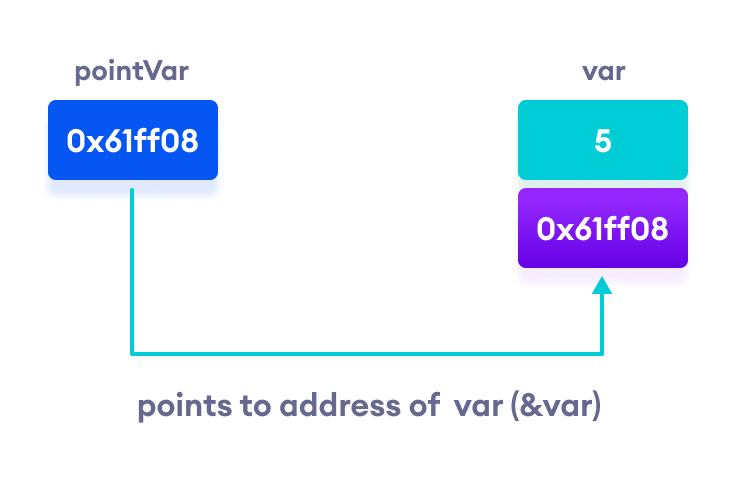 pointVar
var
0x61ff08
5
0x61ff08
points to address of var (&var)